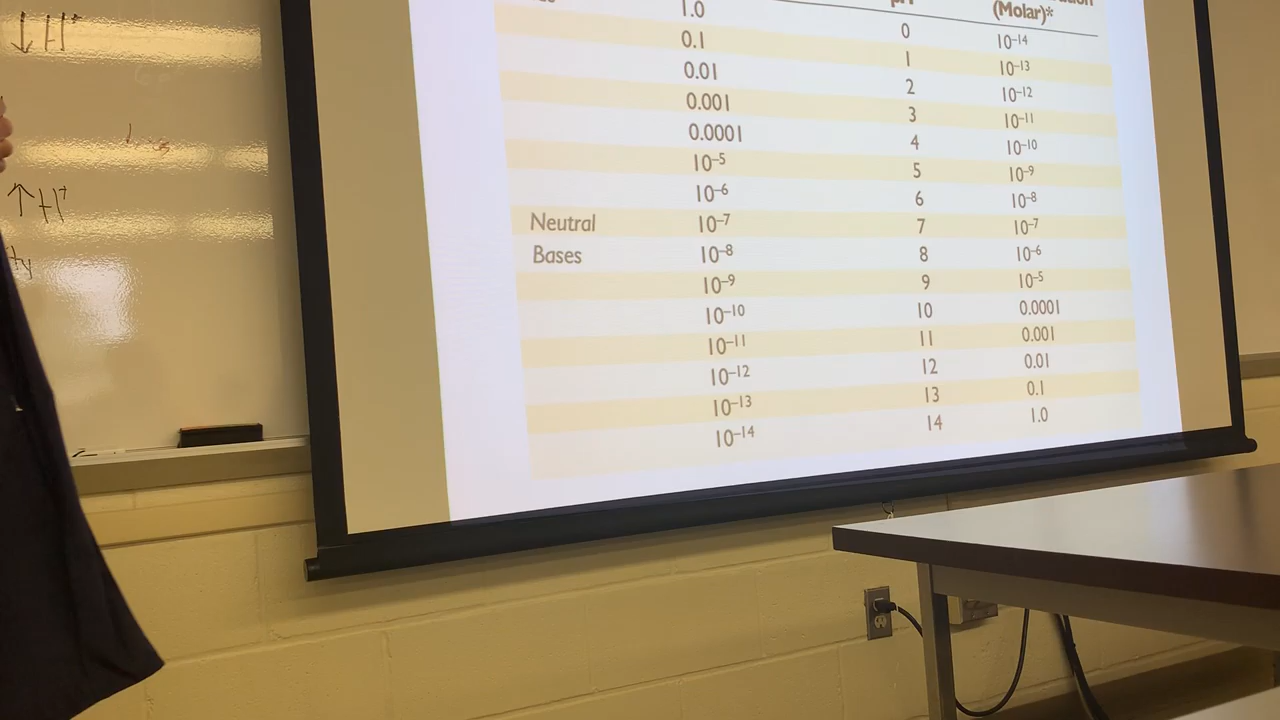 ↓H⁺
↑H⁺
ty
pH
(Molar)*
1.0 0 10⁻¹⁴
0.1 1 10⁻¹³
0.01 2 10⁻¹²
0.001 3 10⁻¹¹
0.0001 4 10⁻¹⁰
10⁻⁵ 5 10⁻⁹
10⁻⁶ 6 10⁻⁸
Neutral 10⁻⁷ 7 10⁻⁷
Bases 10⁻⁸ 8 10⁻⁶
10⁻⁹ 9 10⁻⁵
10⁻¹⁰ 10 0.0001
10⁻¹¹ 11 0.001
10⁻¹² 12 0.01
10⁻¹³ 13 0.1
10⁻¹⁴ 14 1.0